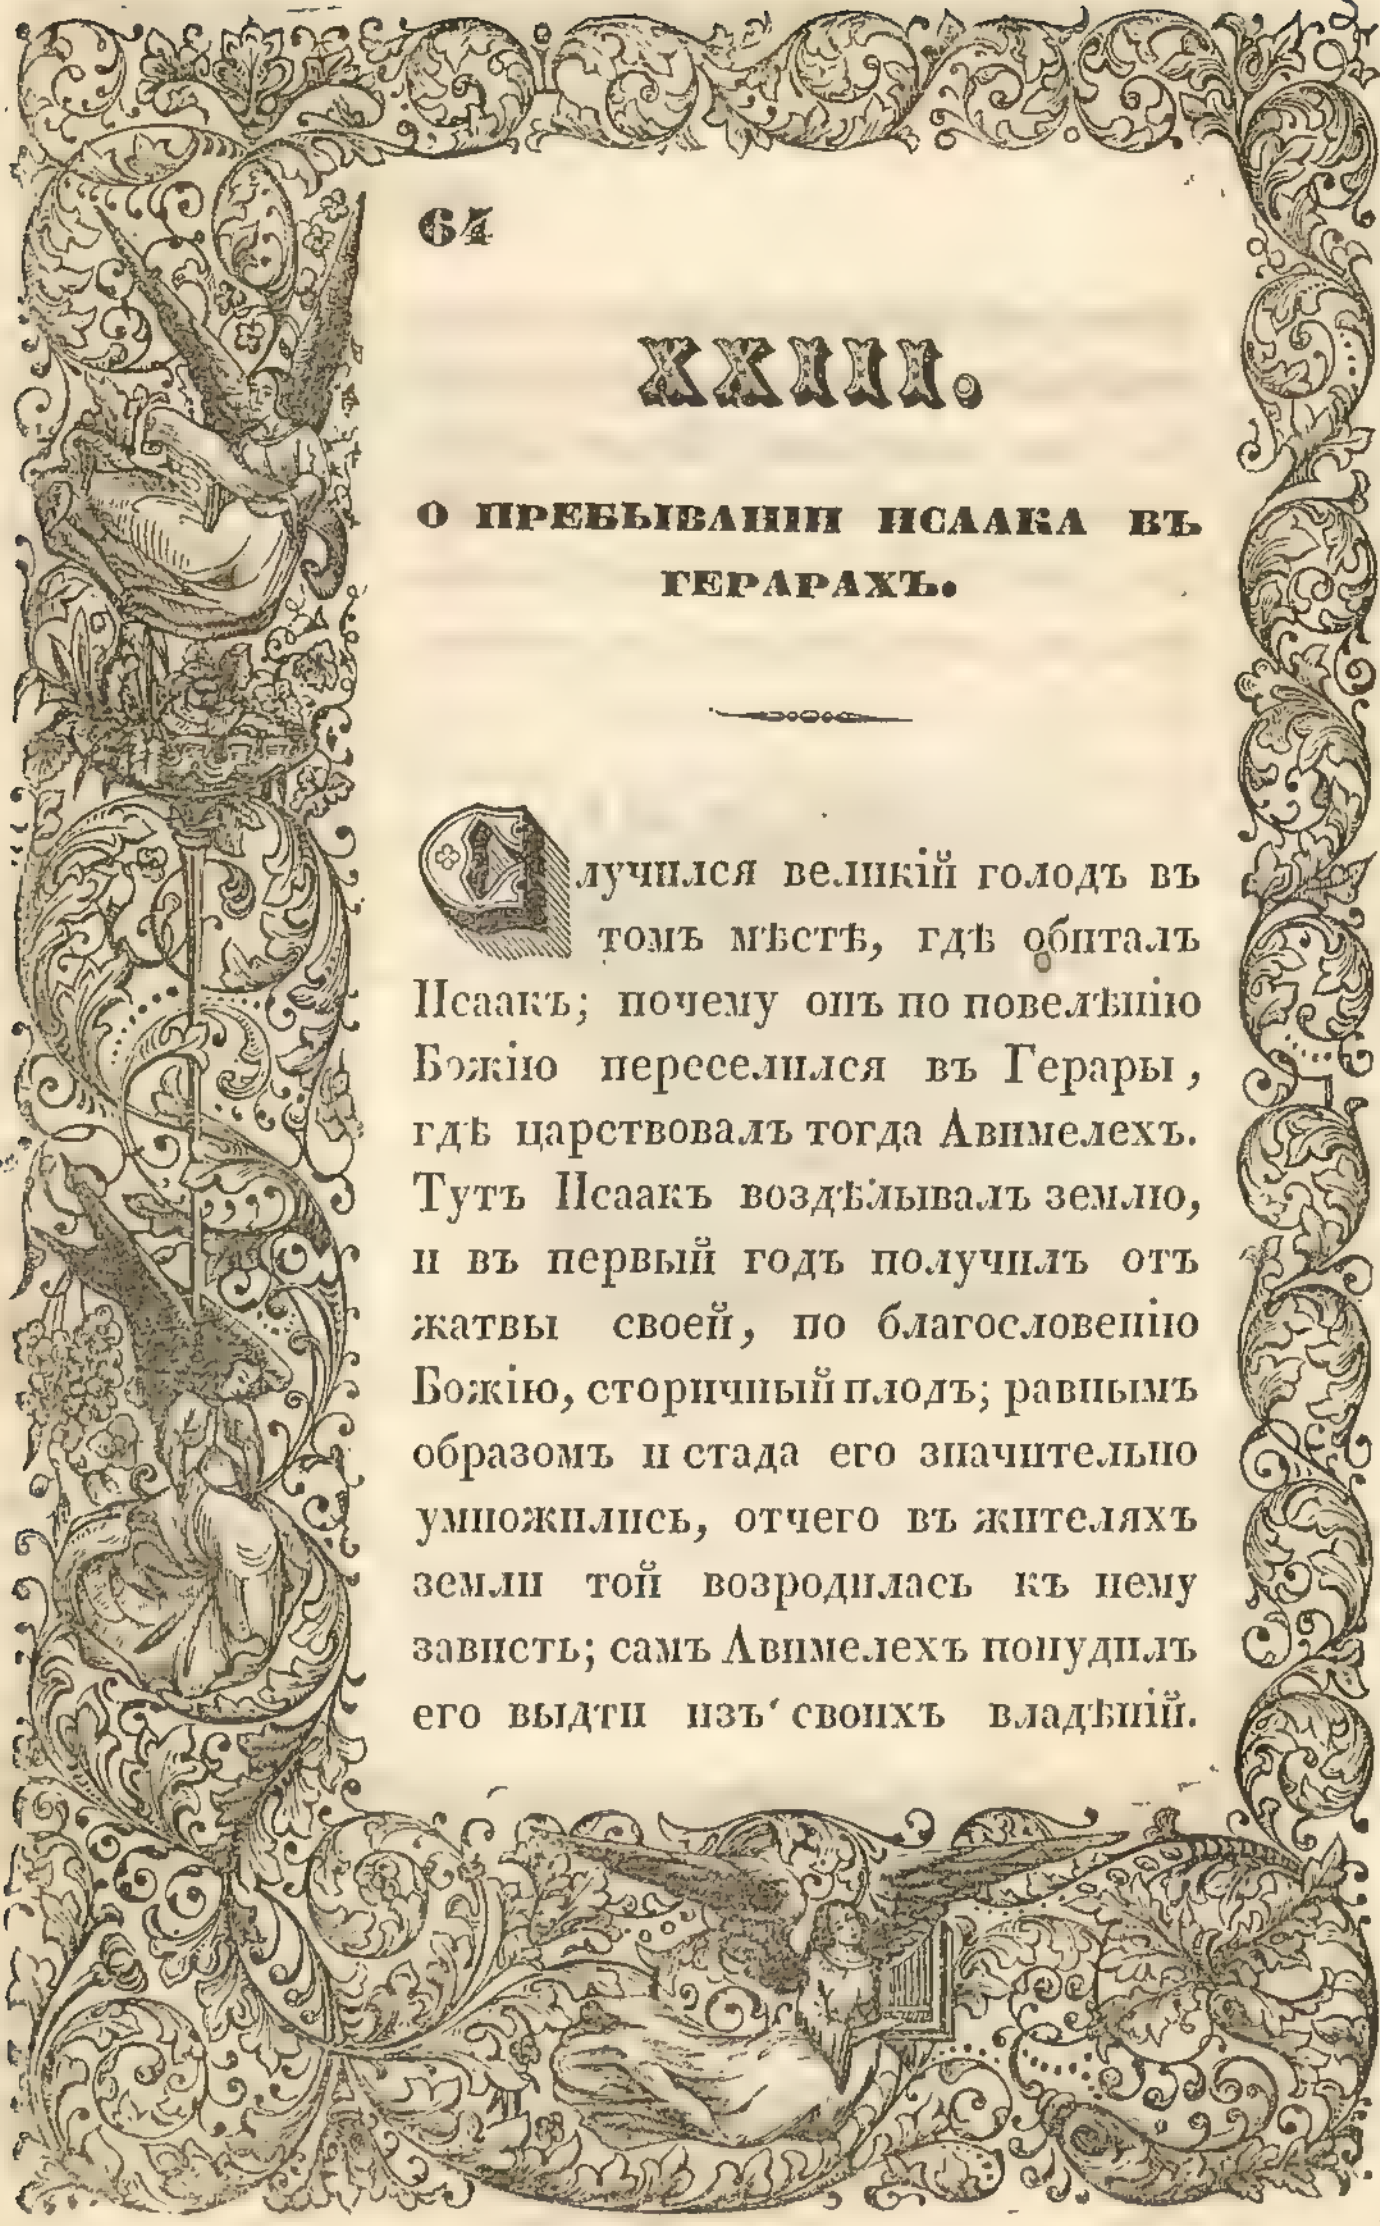 64
XXIII.
О ПРЕБЫВАНІИ ИСААКА ВЪ
ГЕРАРАХЪ.
Случился великій голодъ въ
томъ мѣстѣ, гдѣ обиталъ
Исаакъ; почему онъ по повелѣнію
Божію переселился въ Герары,
гдѣ царствовалъ тогда Авимелехъ.
Тутъ Исаакъ воздѣлывалъ землю,
и въ первый годъ получилъ отъ
жатвы своей, по благословенію
Божію, сторичный плодъ; равнымъ
образомъ и стада его значительно
умножились, отчего въ жителяхъ
земли той возродилась къ нему
зависть; самъ Авимелехъ понудилъ
его выдти изъ своихъ владѣній.